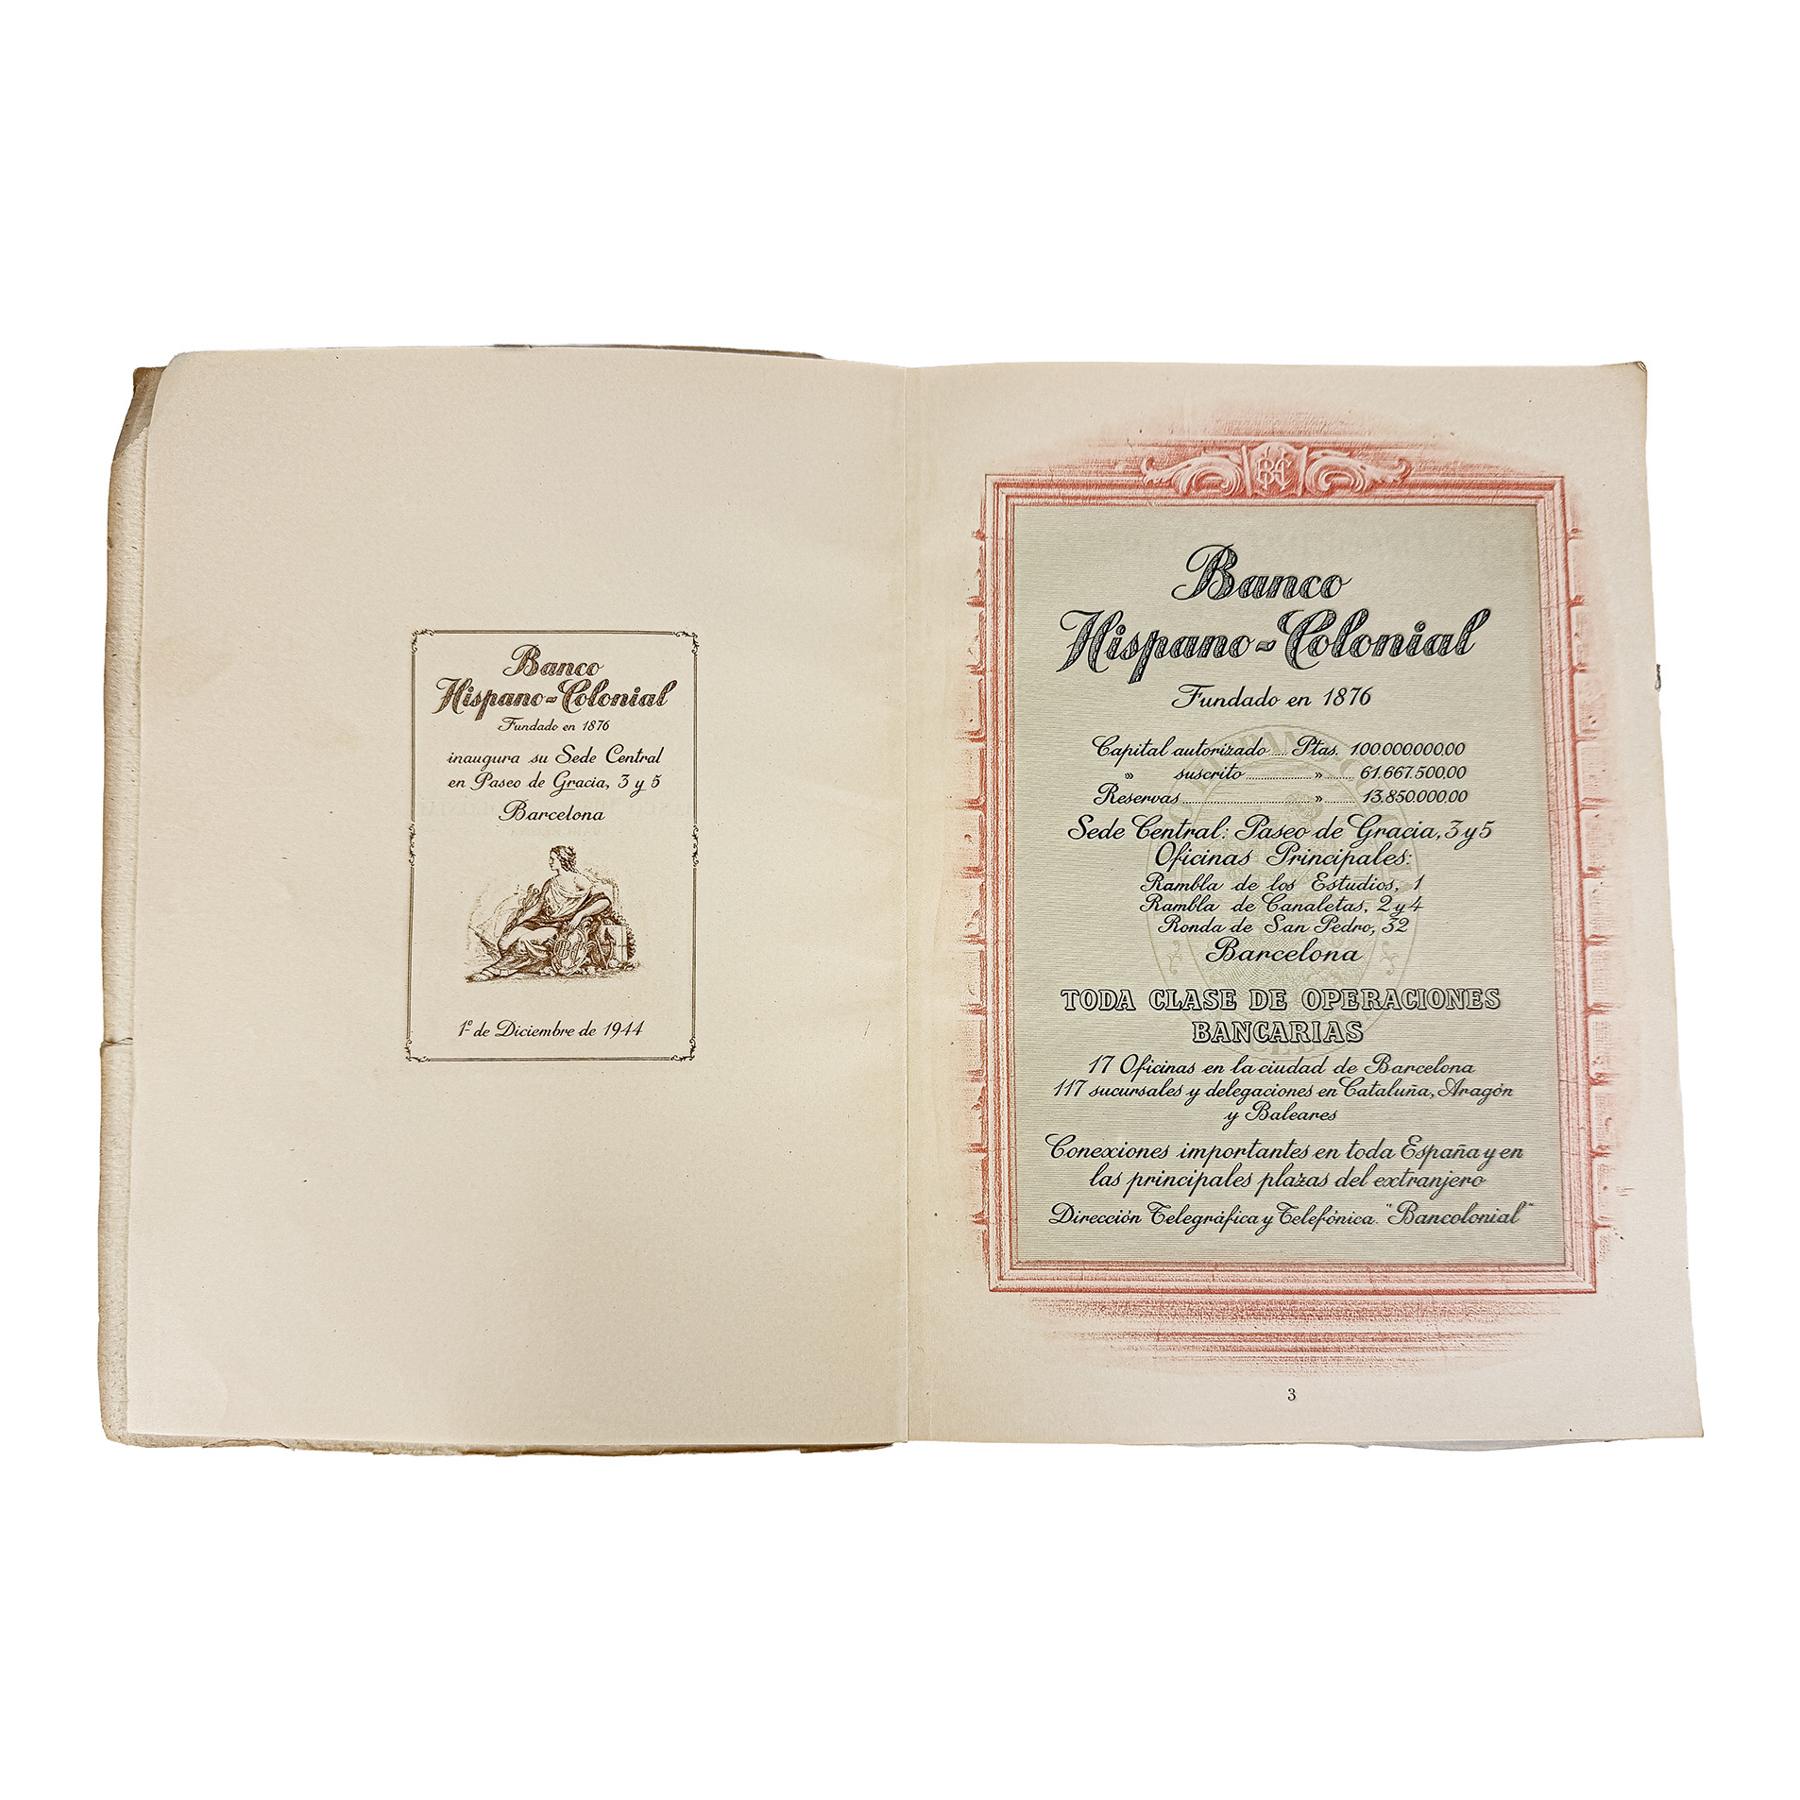 Banco
Hispano-Colonial
Fundado en 1876
inaugura su Sede Central
en Paseo de Gracia, 3 y 5
Barcelona
1º de Diciembre de 1944
Banco
Hispano-Colonial
Fundado en 1876
Capital autorizado .... Ptas. 100.000.000.00
» suscrito .................. » ...... 61.667.500.00
Reservas .................................. » ...... 13.850.000.00
Sede Central: Paseo de Gracia, 3 y 5
Oficinas Principales:
Rambla de los Estudios, 1
Rambla de Canaletas, 2 y 4
Ronda de San Pedro, 32
Barcelona
TODA CLASE DE OPERACIONES
BANCARIAS
17 Oficinas en la ciudad de Barcelona
117 sucursales y delegaciones en Cataluña, Aragón
y Baleares
Conexiones importantes en toda España y en
las principales plazas del extranjero
Dirección Telegráfica y Telefónica. "Bancolonial"
3